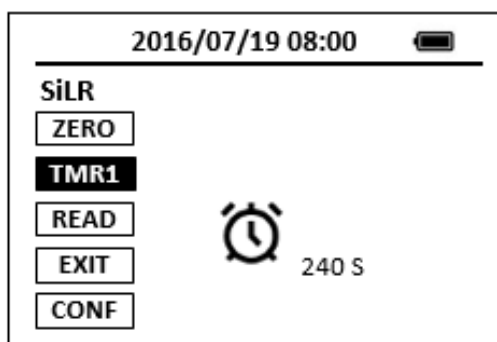 2016/07/19 08:00
SiLR
ZERO
TMR1
READ
EXIT
240 S
CONF